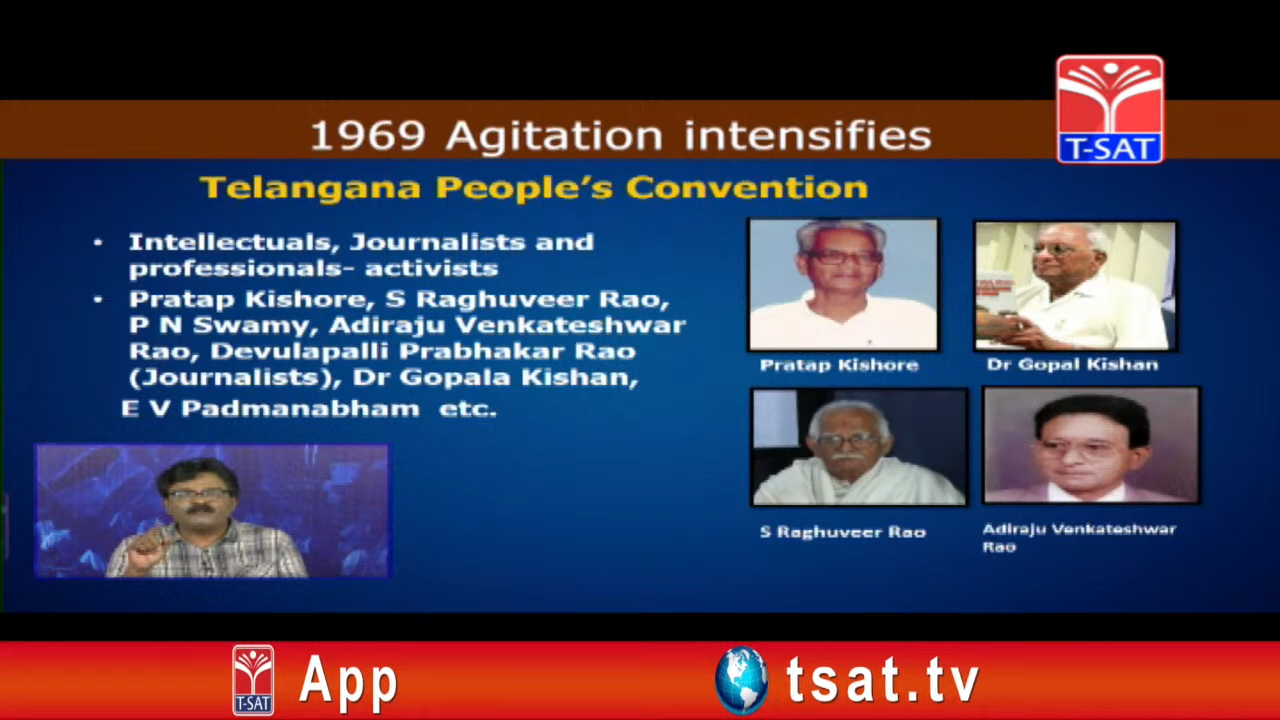 1969 Agitation intensifies
T-SAT
Telangana People's Convention
• Intellectuals, Journalists and
professionals- activists
• Pratap Kishore, S Raghuveer Rao,
P N Swamy, Adiraju Venkateshwar
Rao, Devulapalli Prabhakar Rao
(Journalists), Dr Gopala Kishan,
E V Padmanabham etc.
Pratap Kishore
Dr Gopal Kishan
S Raghuveer Rao
Adiraju Venkateshwar
Rao
T-SAT
App
tsat.tv